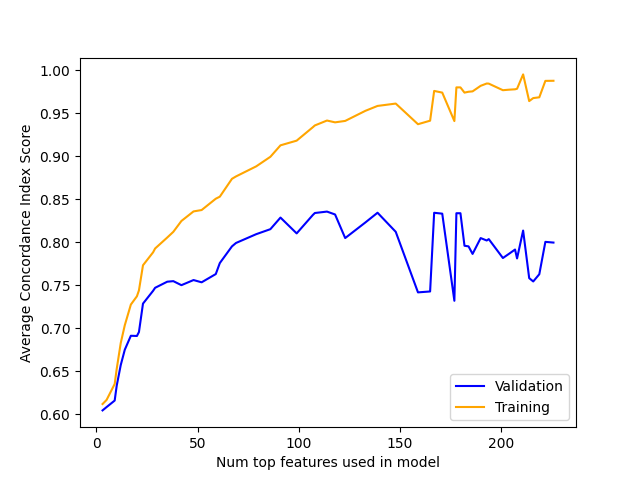 1.00
0.95
0.90
0.85
0.80
0.75
0.70
0.65
0.60
Average Concordance Index Score
Validation
Training
0 50 100 150 200
Num top features used in model